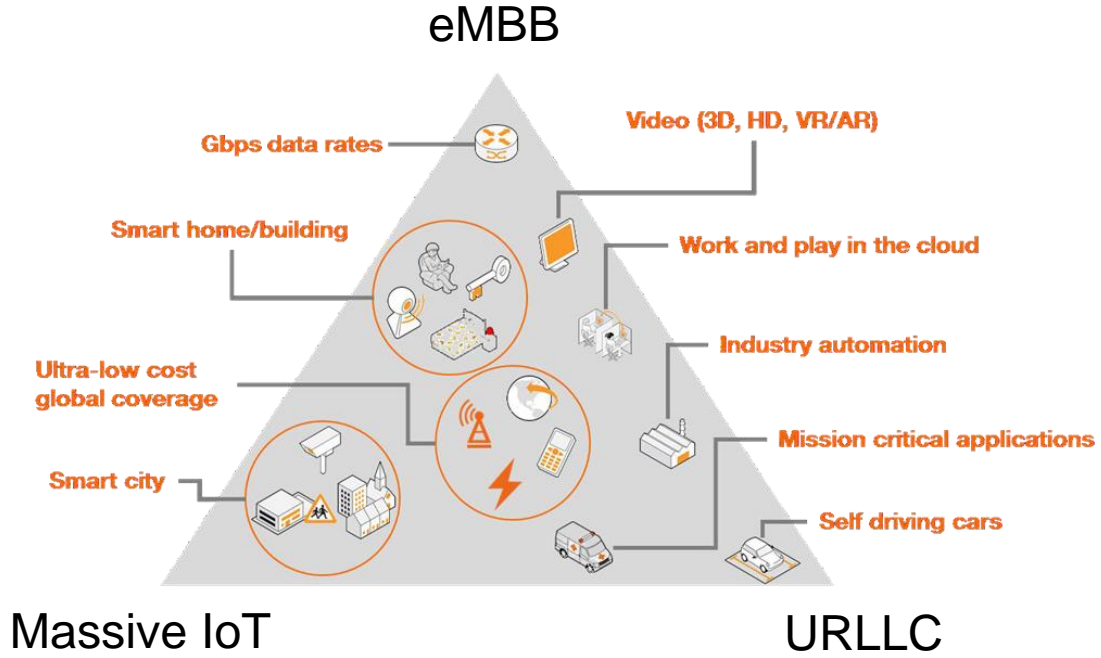 eMBB
Video (3D, HD, VR/AR)
Gbps data rates
Smart home/building
Work and play in the cloud
Industry automation
Ultra-low cost
global coverage
Mission critical applications
Smart city
Self driving cars
Massive IoT
URLLC